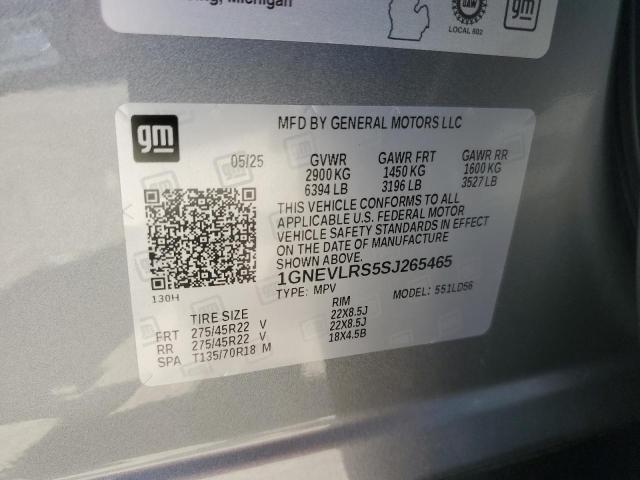 Michigan
UAW
LOCAL 602
gm
gm
MFD BY GENERAL MOTORS LLC
05/25 GVWR GAWR FRT GAWR RR
2900 KG 1450 KG 1600 KG
6394 LB 3196 LB 3527 LB
THIS VEHICLE CONFORMS TO ALL
APPLICABLE U.S. FEDERAL MOTOR
VEHICLE SAFETY STANDARDS IN EFFECT
ON THE DATE OF MANUFACTURE
SHOWN ABOVE.
1GNEVLRS5SJ265465
TYPE: MPV MODEL: 551LD56
130H
TIRE SIZE RIM
FRT 275/45R22 V 22X8.5J
RR 275/45R22 V 22X8.5J
SPA T135/70R18 M 18X4.5B